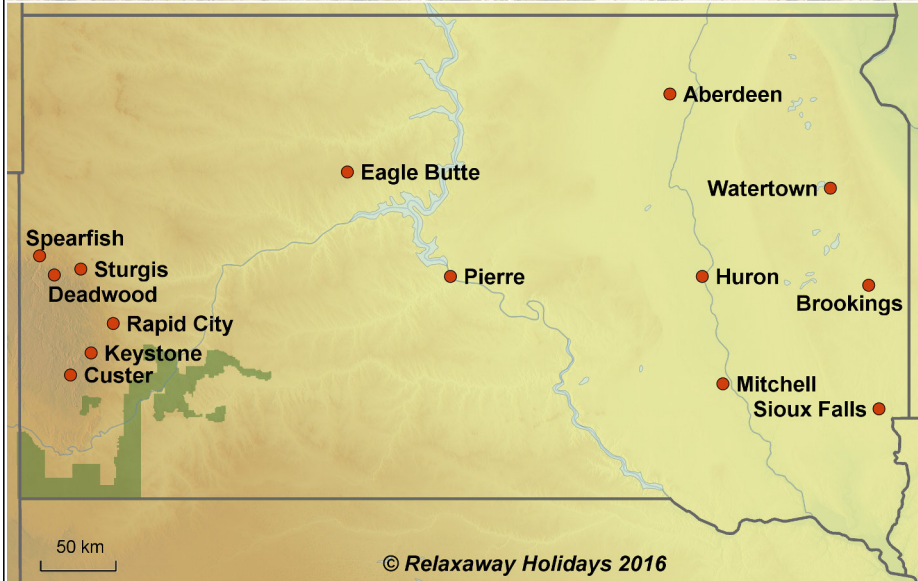 Aberdeen
Eagle Butte
Watertown
Spearfish
Sturgis
Deadwood
Pierre
Huron
Brookings
Rapid City
Keystone
Custer
Mitchell
Sioux Falls
50 km
© Relaxaway Holidays 2016